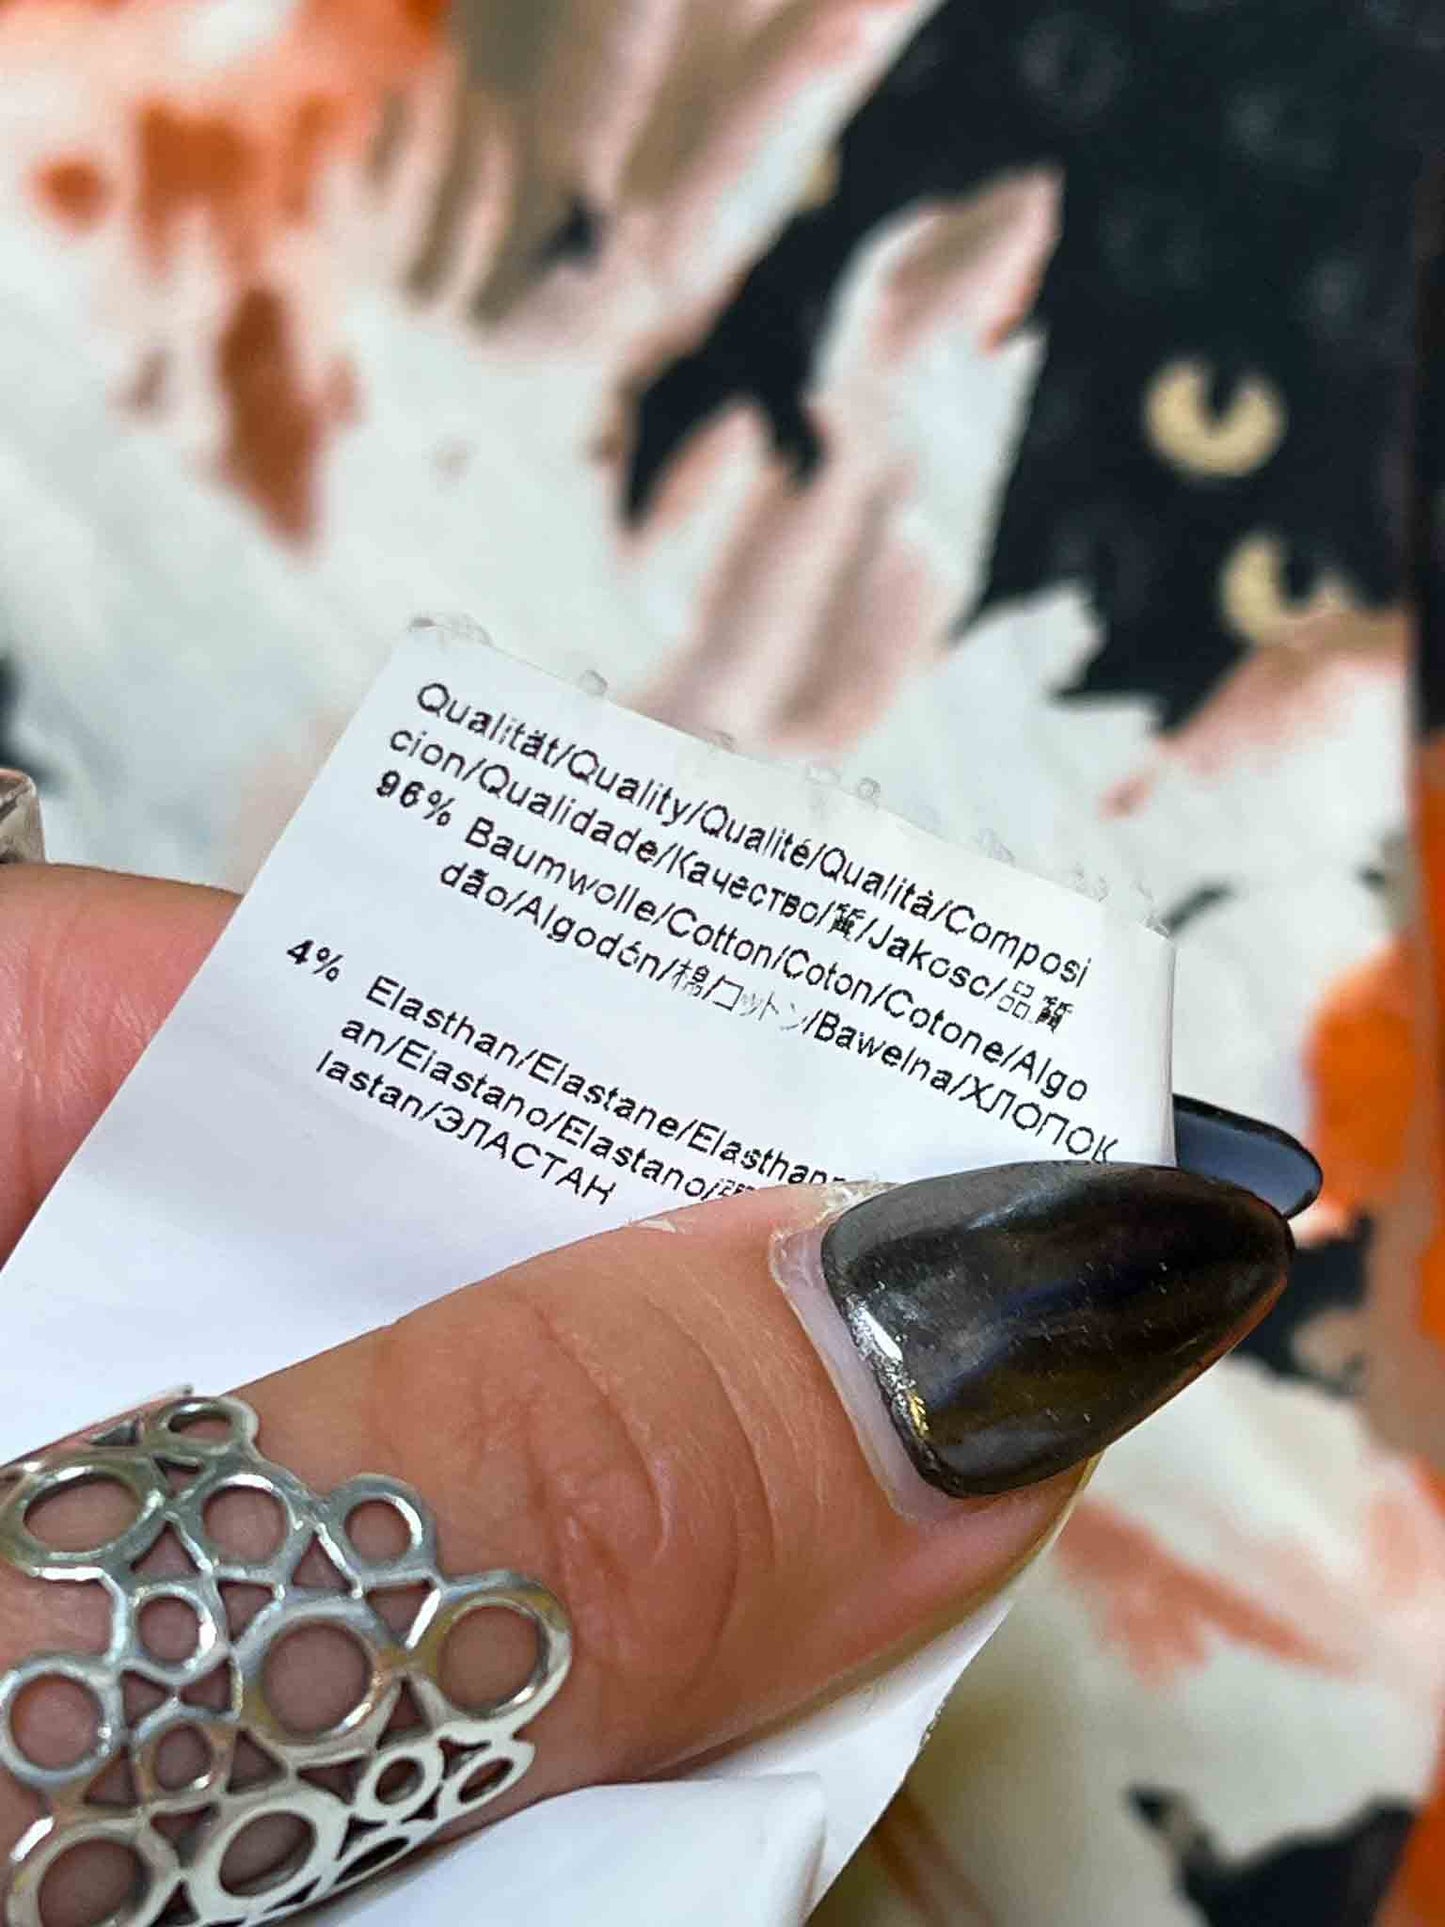 Qualität/Quality/Qualité/Qualità/Composi
cion/Qualidade/Качество/質/Jakosc/品質
96% Baumwolle/Cotton/Coton/Cotone/Algo
dão/Algodón/棉/コットン/Bawelna/ХЛОПОК
4% Elasthan/Elastane/Elasthan
an/Elastano/Elastano/
lastan/ЭЛАСТАН